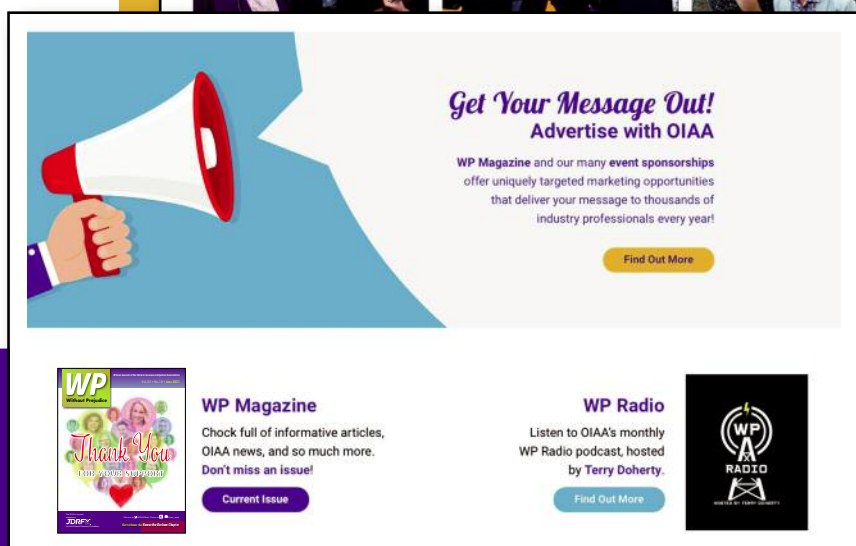 Get Your Message Out!
Advertise with OIAA
WP Magazine and our many event sponsorships
offer uniquely targeted marketing opportunities
that deliver your message to thousands of
industry professionals every year!
Find Out More
WP
Without Prejudice
Thank You
FOR YOUR SUPPORT
JDRF
WP Magazine
Chock full of informative articles,
OIAA news, and so much more.
Don't miss an issue!
Current Issue
WP Radio
Listen to OIAA's monthly
WP Radio podcast, hosted
by Terry Doherty.
Find Out More
WP
RADIO
HOSTED BY TERRY DOHERTY